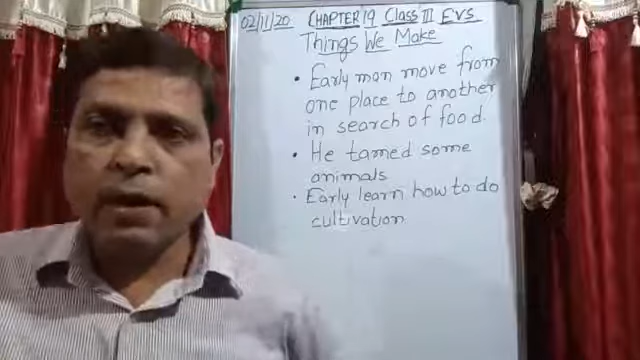 02/11/20 CHAPTER 19 Class III EVS
Things We Make
• Early man move from
one place to another
in search of food.
• He tamed some
animals
• Early learn how to do
cultivation